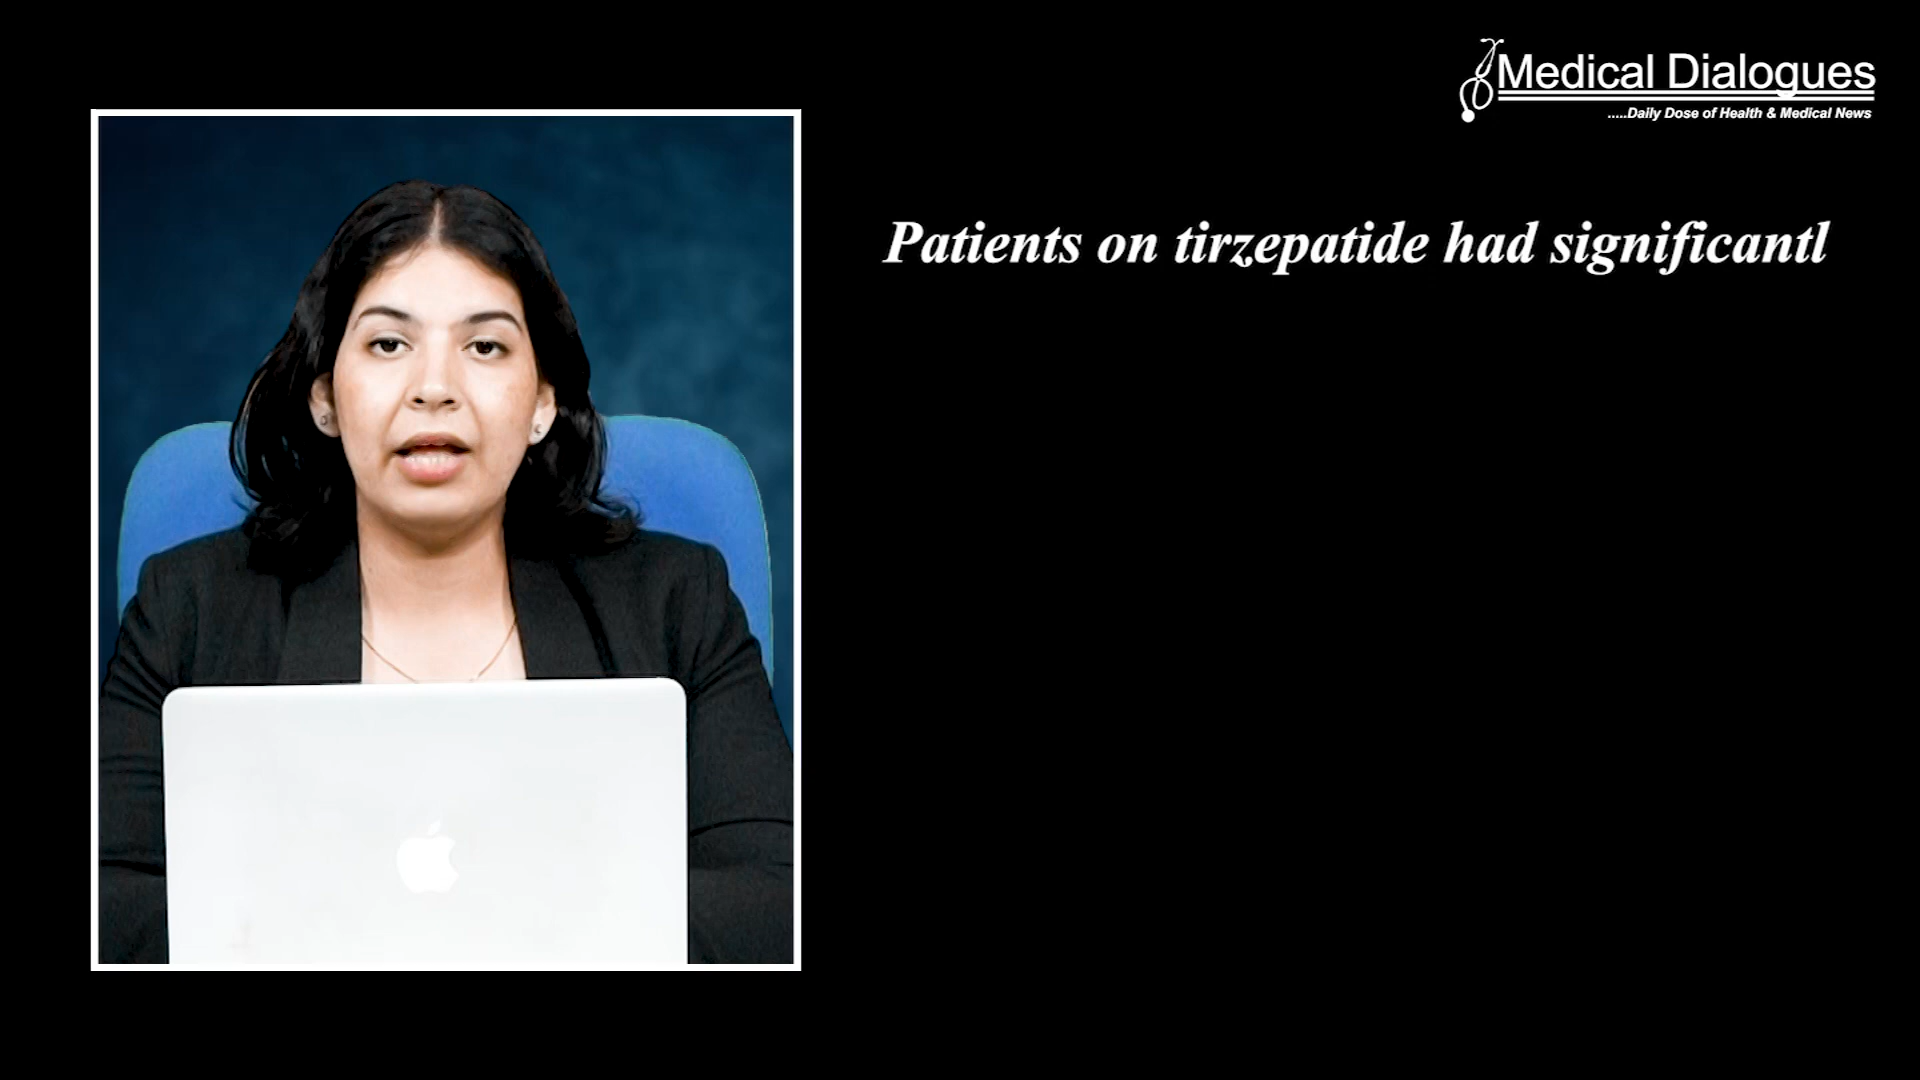 Medical Dialogues
.....Daily Dose of Health & Medical News
Patients on tirzepatide had significantl